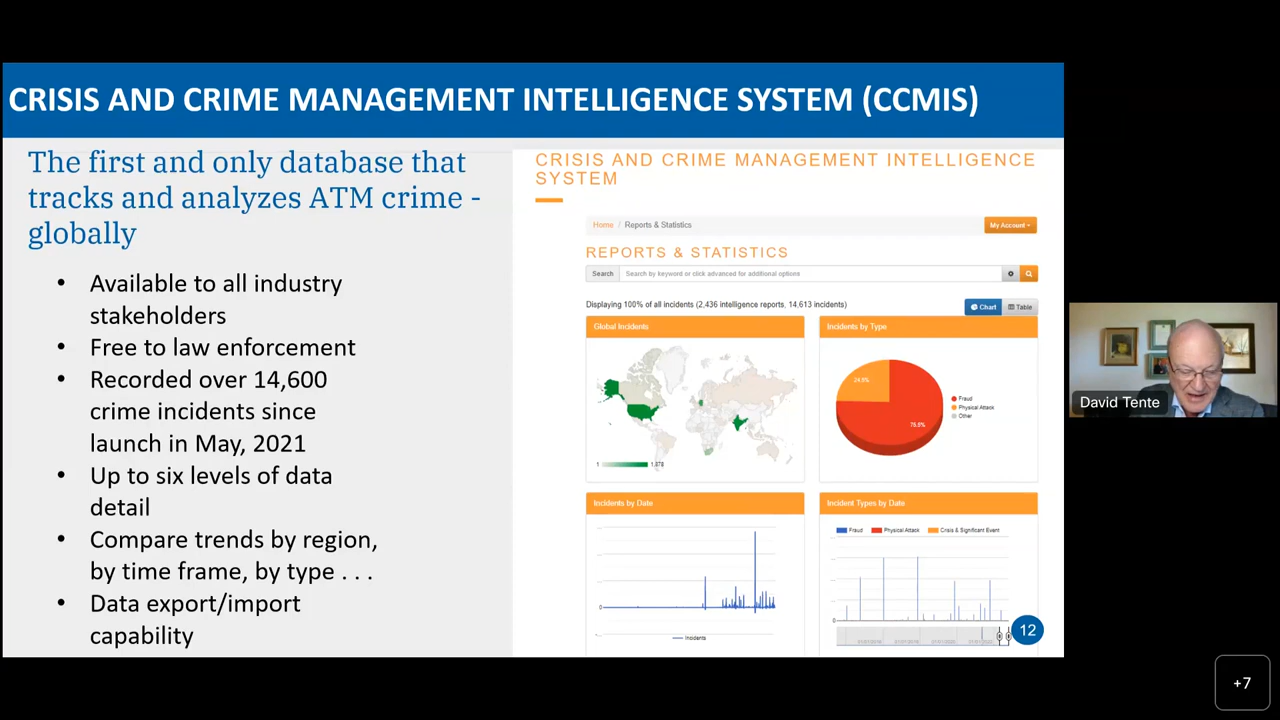 CRISIS AND CRIME MANAGEMENT INTELLIGENCE SYSTEM (CCMIS)
The first and only database that
tracks and analyzes ATM crime -
globally
• Available to all industry
stakeholders
• Free to law enforcement
• Recorded over 14,600
crime incidents since
launch in May, 2021
• Up to six levels of data
detail
• Compare trends by region,
by time frame, by type . . .
• Data export/import
capability
CRISIS AND CRIME MANAGEMENT INTELLIGENCE
SYSTEM
Home / Reports & Statistics
My Account
REPORTS & STATISTICS
Search
Search by keyword or click advanced for additional options
Displaying 100% of all incidents (2,436 intelligence reports, 14,613 incidents)
Chart
Table
Global Incidents
1
Incidents by Type
Fraud
Physical Attack
Other
Incidents by Date
0
Incidents
Incident Types by Date
Fraud
Physical Attack
Crisis & Significant Event
0
12
David Tente
+7